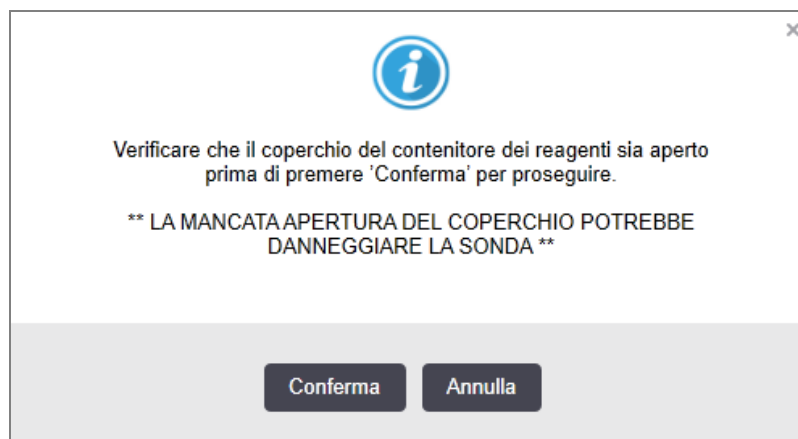 ×
Verificare che il coperchio del contenitore dei reagenti sia aperto
prima di premere 'Conferma' per proseguire.
** LA MANCATA APERTURA DEL COPERCHIO POTREBBE
DANNEGGIARE LA SONDA **
Conferma Annulla